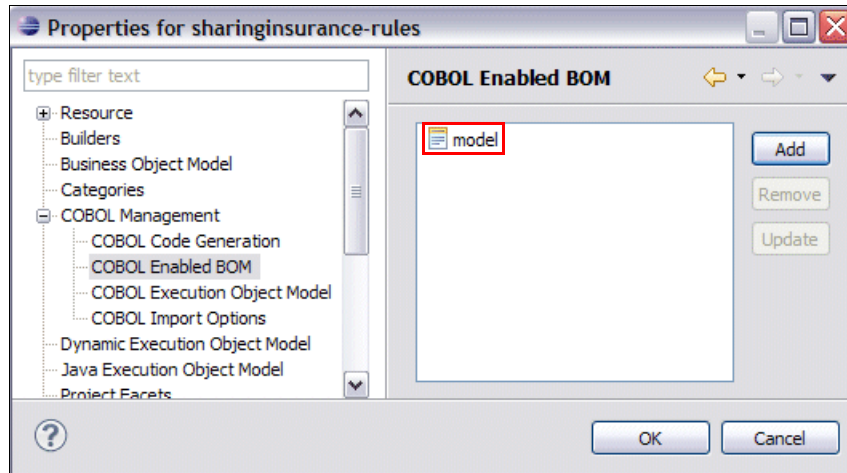 Properties for sharinginsurance-rules
type filter text
COBOL Enabled BOM
Resource
Builders
Business Object Model
Categories
COBOL Management
COBOL Code Generation
COBOL Enabled BOM
COBOL Execution Object Model
COBOL Import Options
Dynamic Execution Object Model
Java Execution Object Model
Project Facets
model
Add
Remove
Update
?
OK
Cancel